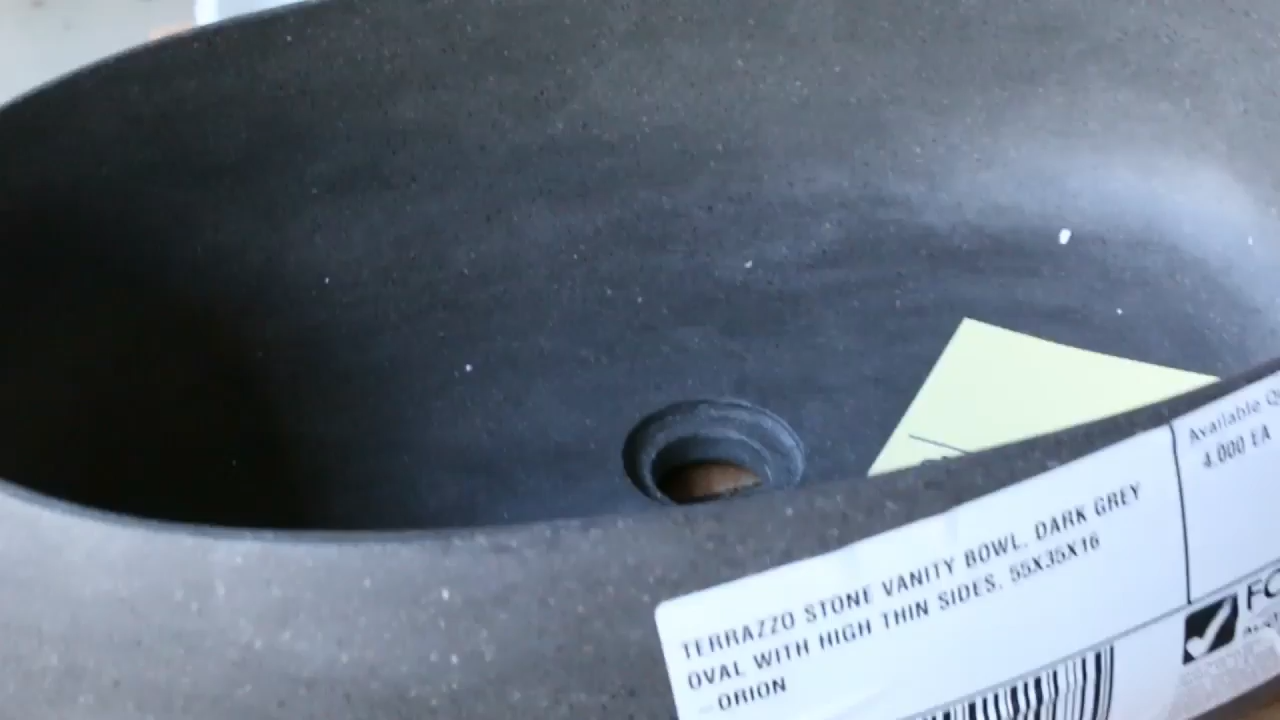 TERRAZZO STONE VANITY BOWL, DARK GREY
OVAL WITH HIGH THIN SIDES, 55X35X16
ORION
Available
4.000 EA